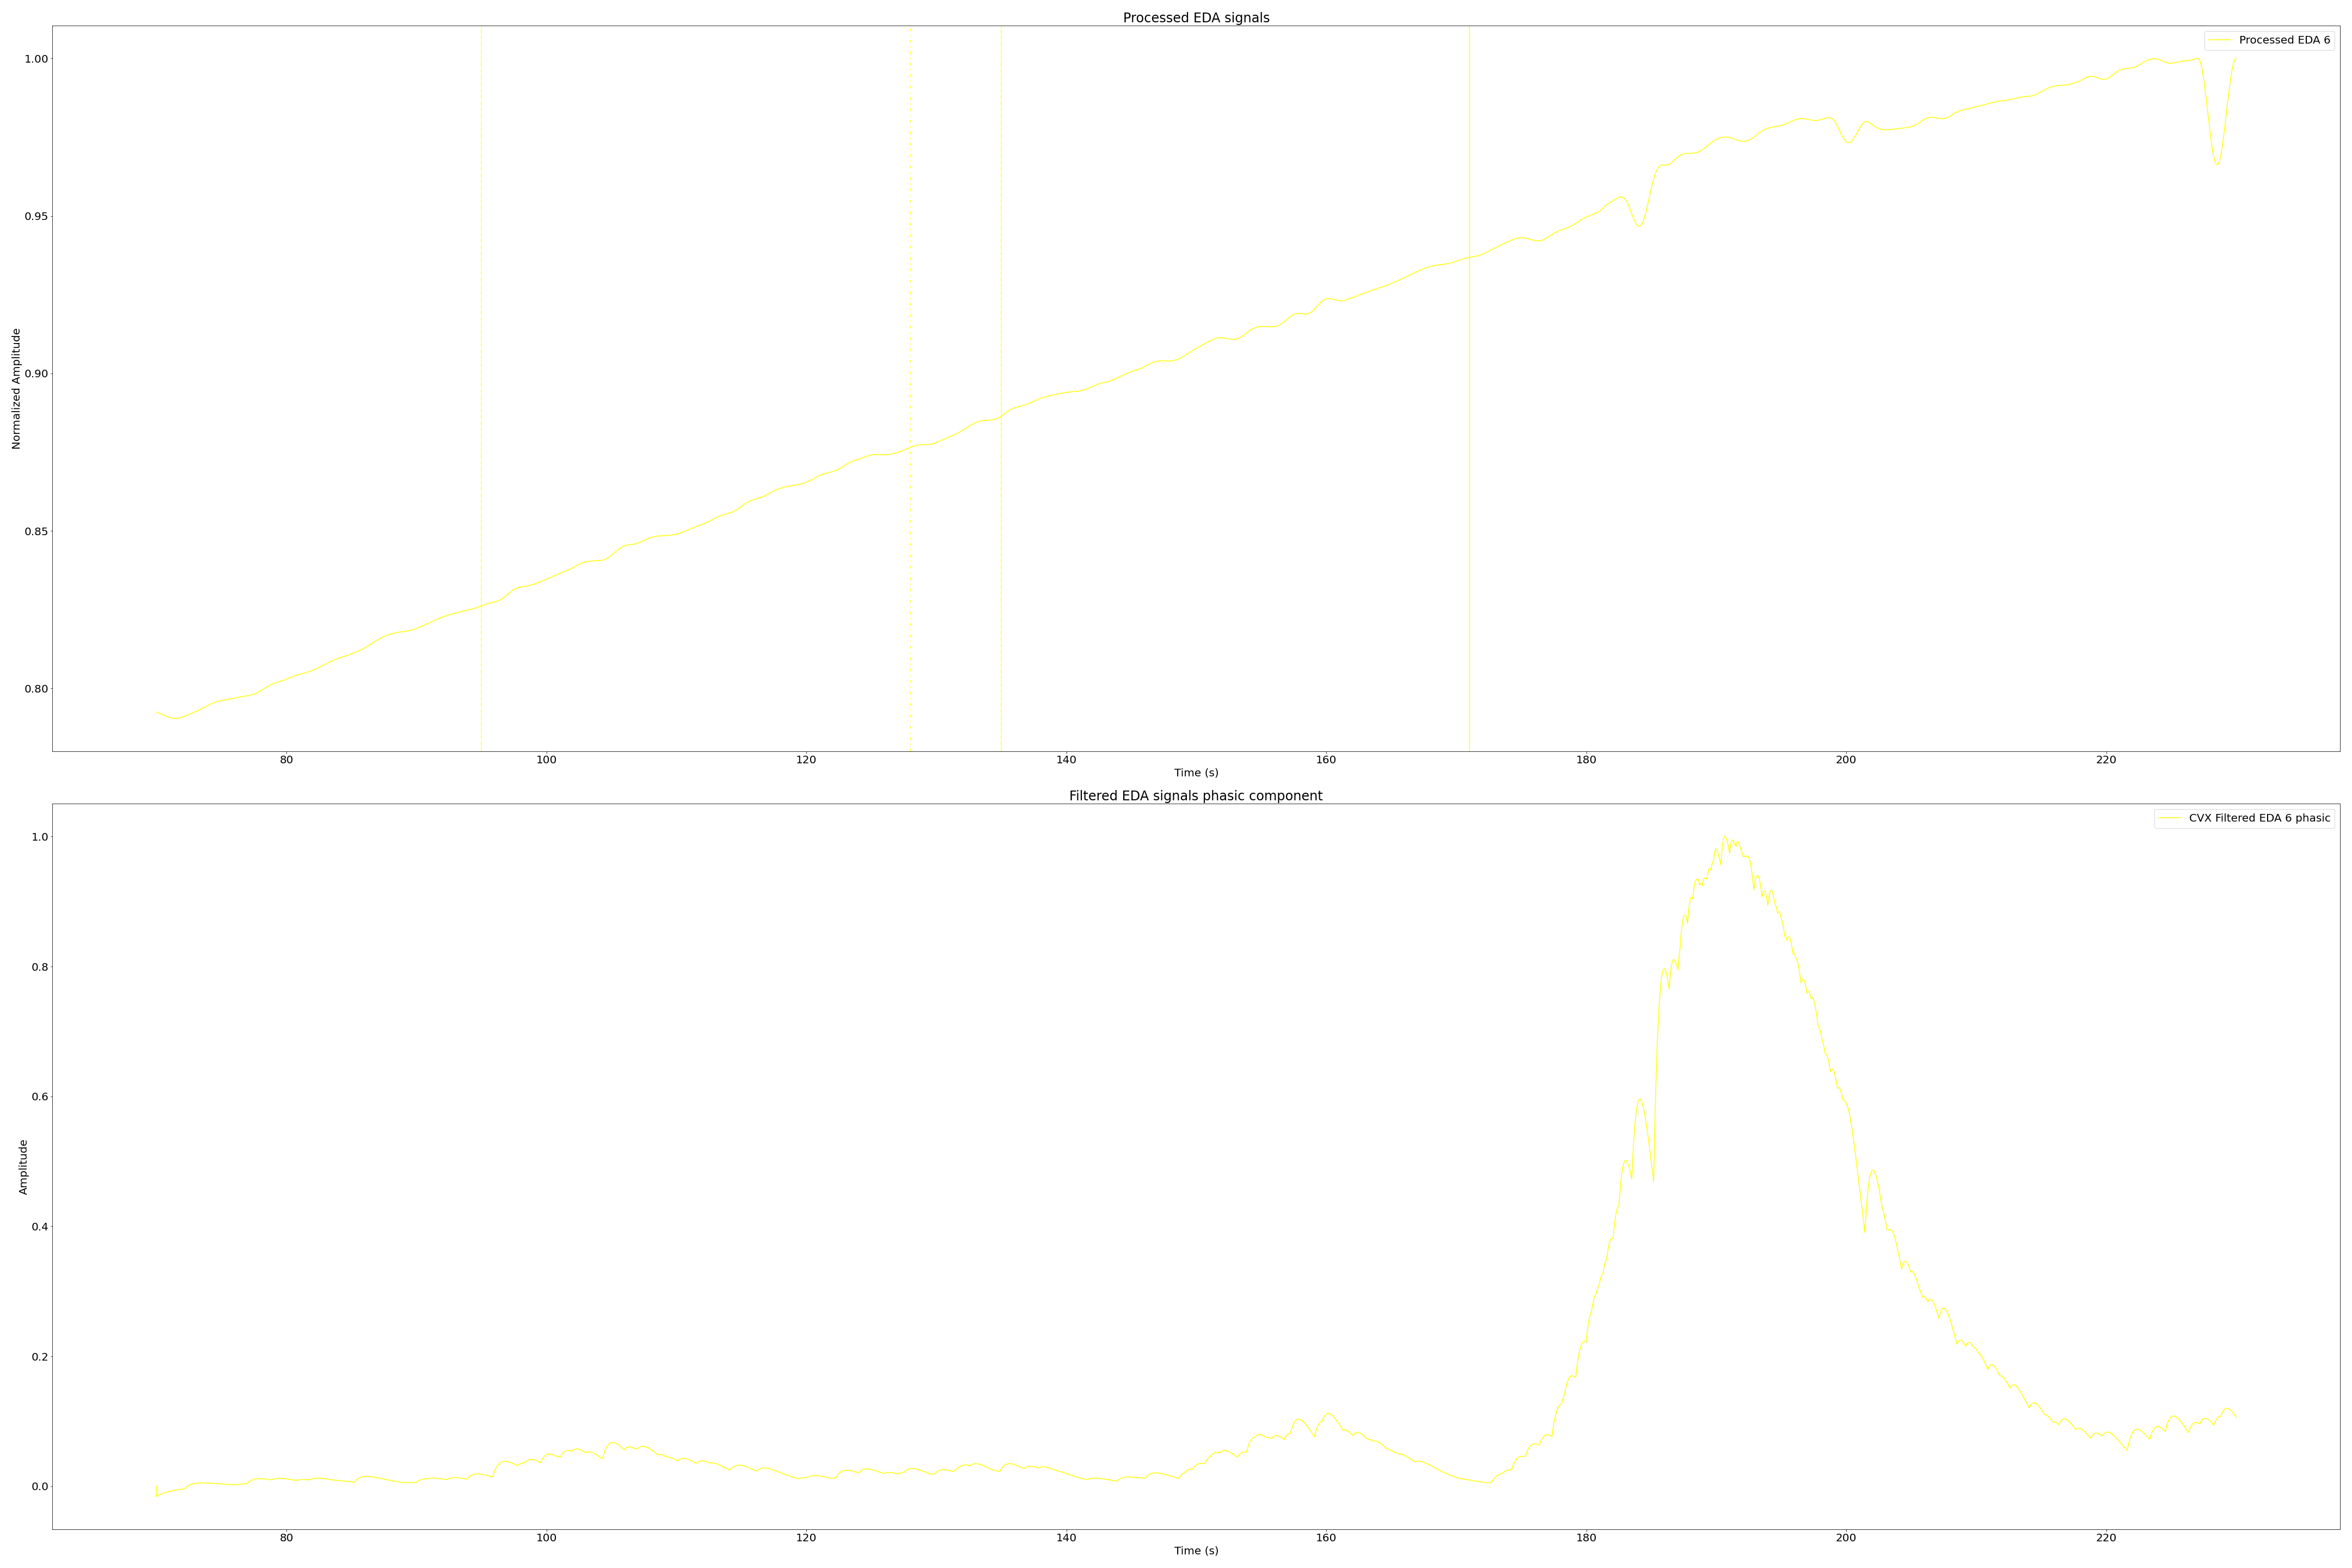 Processed EDA signals
Processed EDA 6
1.00
0.95
0.90
0.85
0.80
Normalized Amplitude
80 100 120 140 160 180 200 220
Time (s)
Filtered EDA signals phasic component
CVX Filtered EDA 6 phasic
1.0
0.8
0.6
0.4
0.2
0.0
Amplitude
80 100 120 140 160 180 200 220
Time (s)